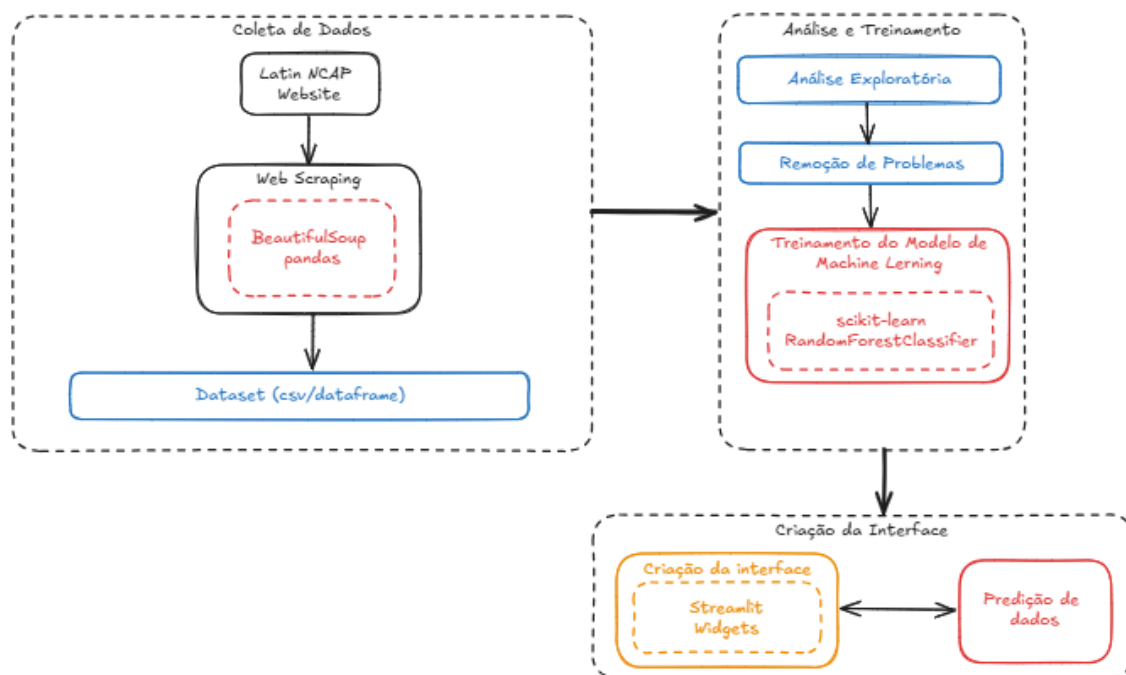 Coleta de Dados
Latin NCAP
Website
Web Scraping
BeautifulSoup
pandas
Dataset (csv/dataframe)
Análise e Treinamento
Análise Exploratória
Remoção de Problemas
Treinamento do Modelo de
Machine Lerning
scikit-learn
RandomForestClassifier
Criação da Interface
Criação da interface
Streamlit
Widgets
Predição de
dados